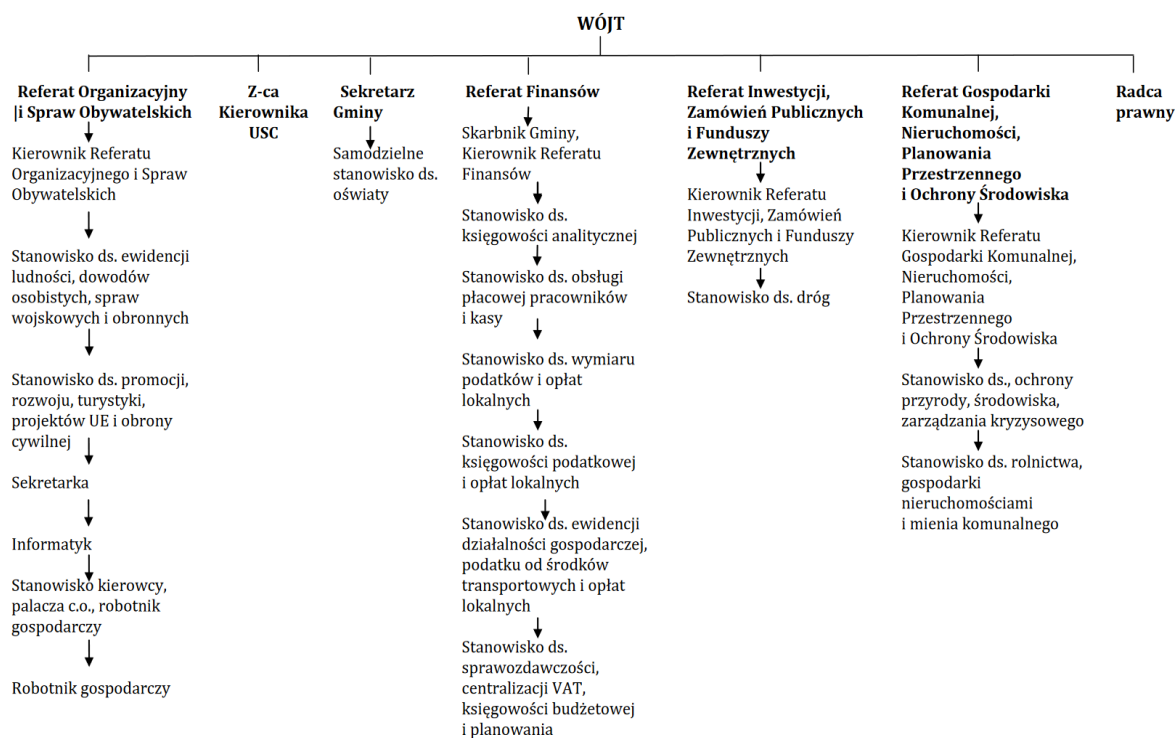 WÓJT
Referat Organizacyjny
|i Spraw Obywatelskich
Kierownik Referatu
Organizacyjnego i Spraw
Obywatelskich
Stanowisko ds. ewidencji
ludności, dowodów
osobistych, spraw
wojskowych i obronnych
Stanowisko ds. promocji,
rozwoju, turystyki,
projektów UE i obrony
cywilnej
Sekretarka
Informatyk
Stanowisko kierowcy,
palacza c.o., robotnik
gospodarczy
Robotnik gospodarczy
Z-ca
Kierownika
USC
Sekretarz
Gminy
Samodzielne
stanowisko ds.
oświaty
Referat Finansów
Skarbnik Gminy,
Kierownik Referatu
Finansów
Stanowisko ds.
księgowości analitycznej
Stanowisko ds. obsługi
płacowej pracowników
i kasy
Stanowisko ds. wymiaru
podatków i opłat
lokalnych
Stanowisko ds.
księgowości podatkowej
i opłat lokalnych
Stanowisko ds. ewidencji
działalności gospodarczej,
podatku od środków
transportowych i opłat
lokalnych
Stanowisko ds.
sprawozdawczości,
centralizacji VAT,
księgowości budżetowej
i planowania
Referat Inwestycji,
Zamówień Publicznych
i Funduszy
Zewnętrznych
Kierownik Referatu
Inwestycji, Zamówień
Publicznych i Funduszy
Zewnętrznych
Stanowisko ds. dróg
Referat Gospodarki
Komunalnej,
Nieruchomości,
Planowania
Przestrzennego
i Ochrony Środowiska
Kierownik Referatu
Gospodarki Komunalnej,
Nieruchomości,
Planowania
Przestrzennego
i Ochrony Środowiska
Stanowisko ds., ochrony
przyrody, środowiska,
zarządzania kryzysowego
Stanowisko ds. rolnictwa,
gospodarki
nieruchomościami
i mienia komunalnego
Radca
prawny